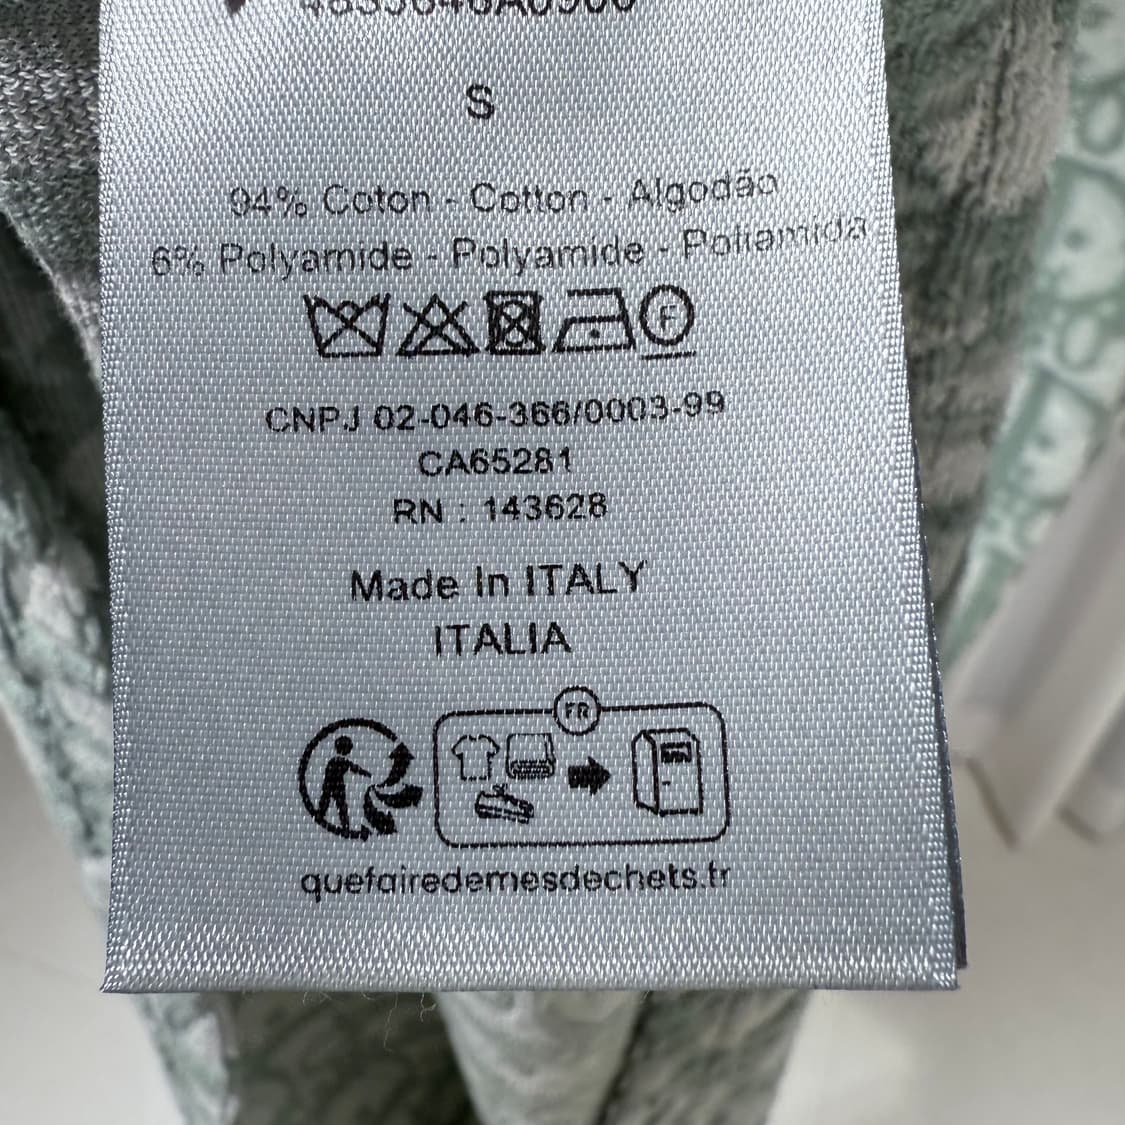 S
94% Coton - Cotton - Algodão
6% Polyamide - Polyamide - Poliamida
F
CNPJ 02-046-366/0003-99
CA65281
RN : 143628
Made In ITALY
ITALIA
FR
quefairedemesdechets.fr